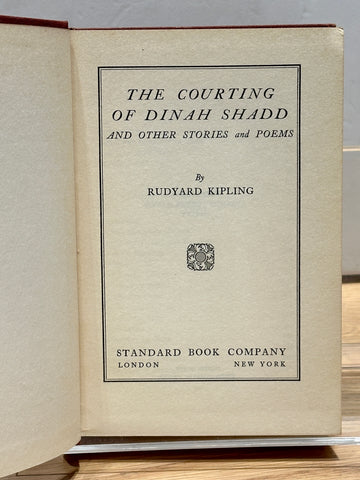 THE COURTING
OF DINAH SHADD
AND OTHER STORIES and POEMS
By
RUDYARD KIPLING
STANDARD BOOK COMPANY
LONDON NEW YORK